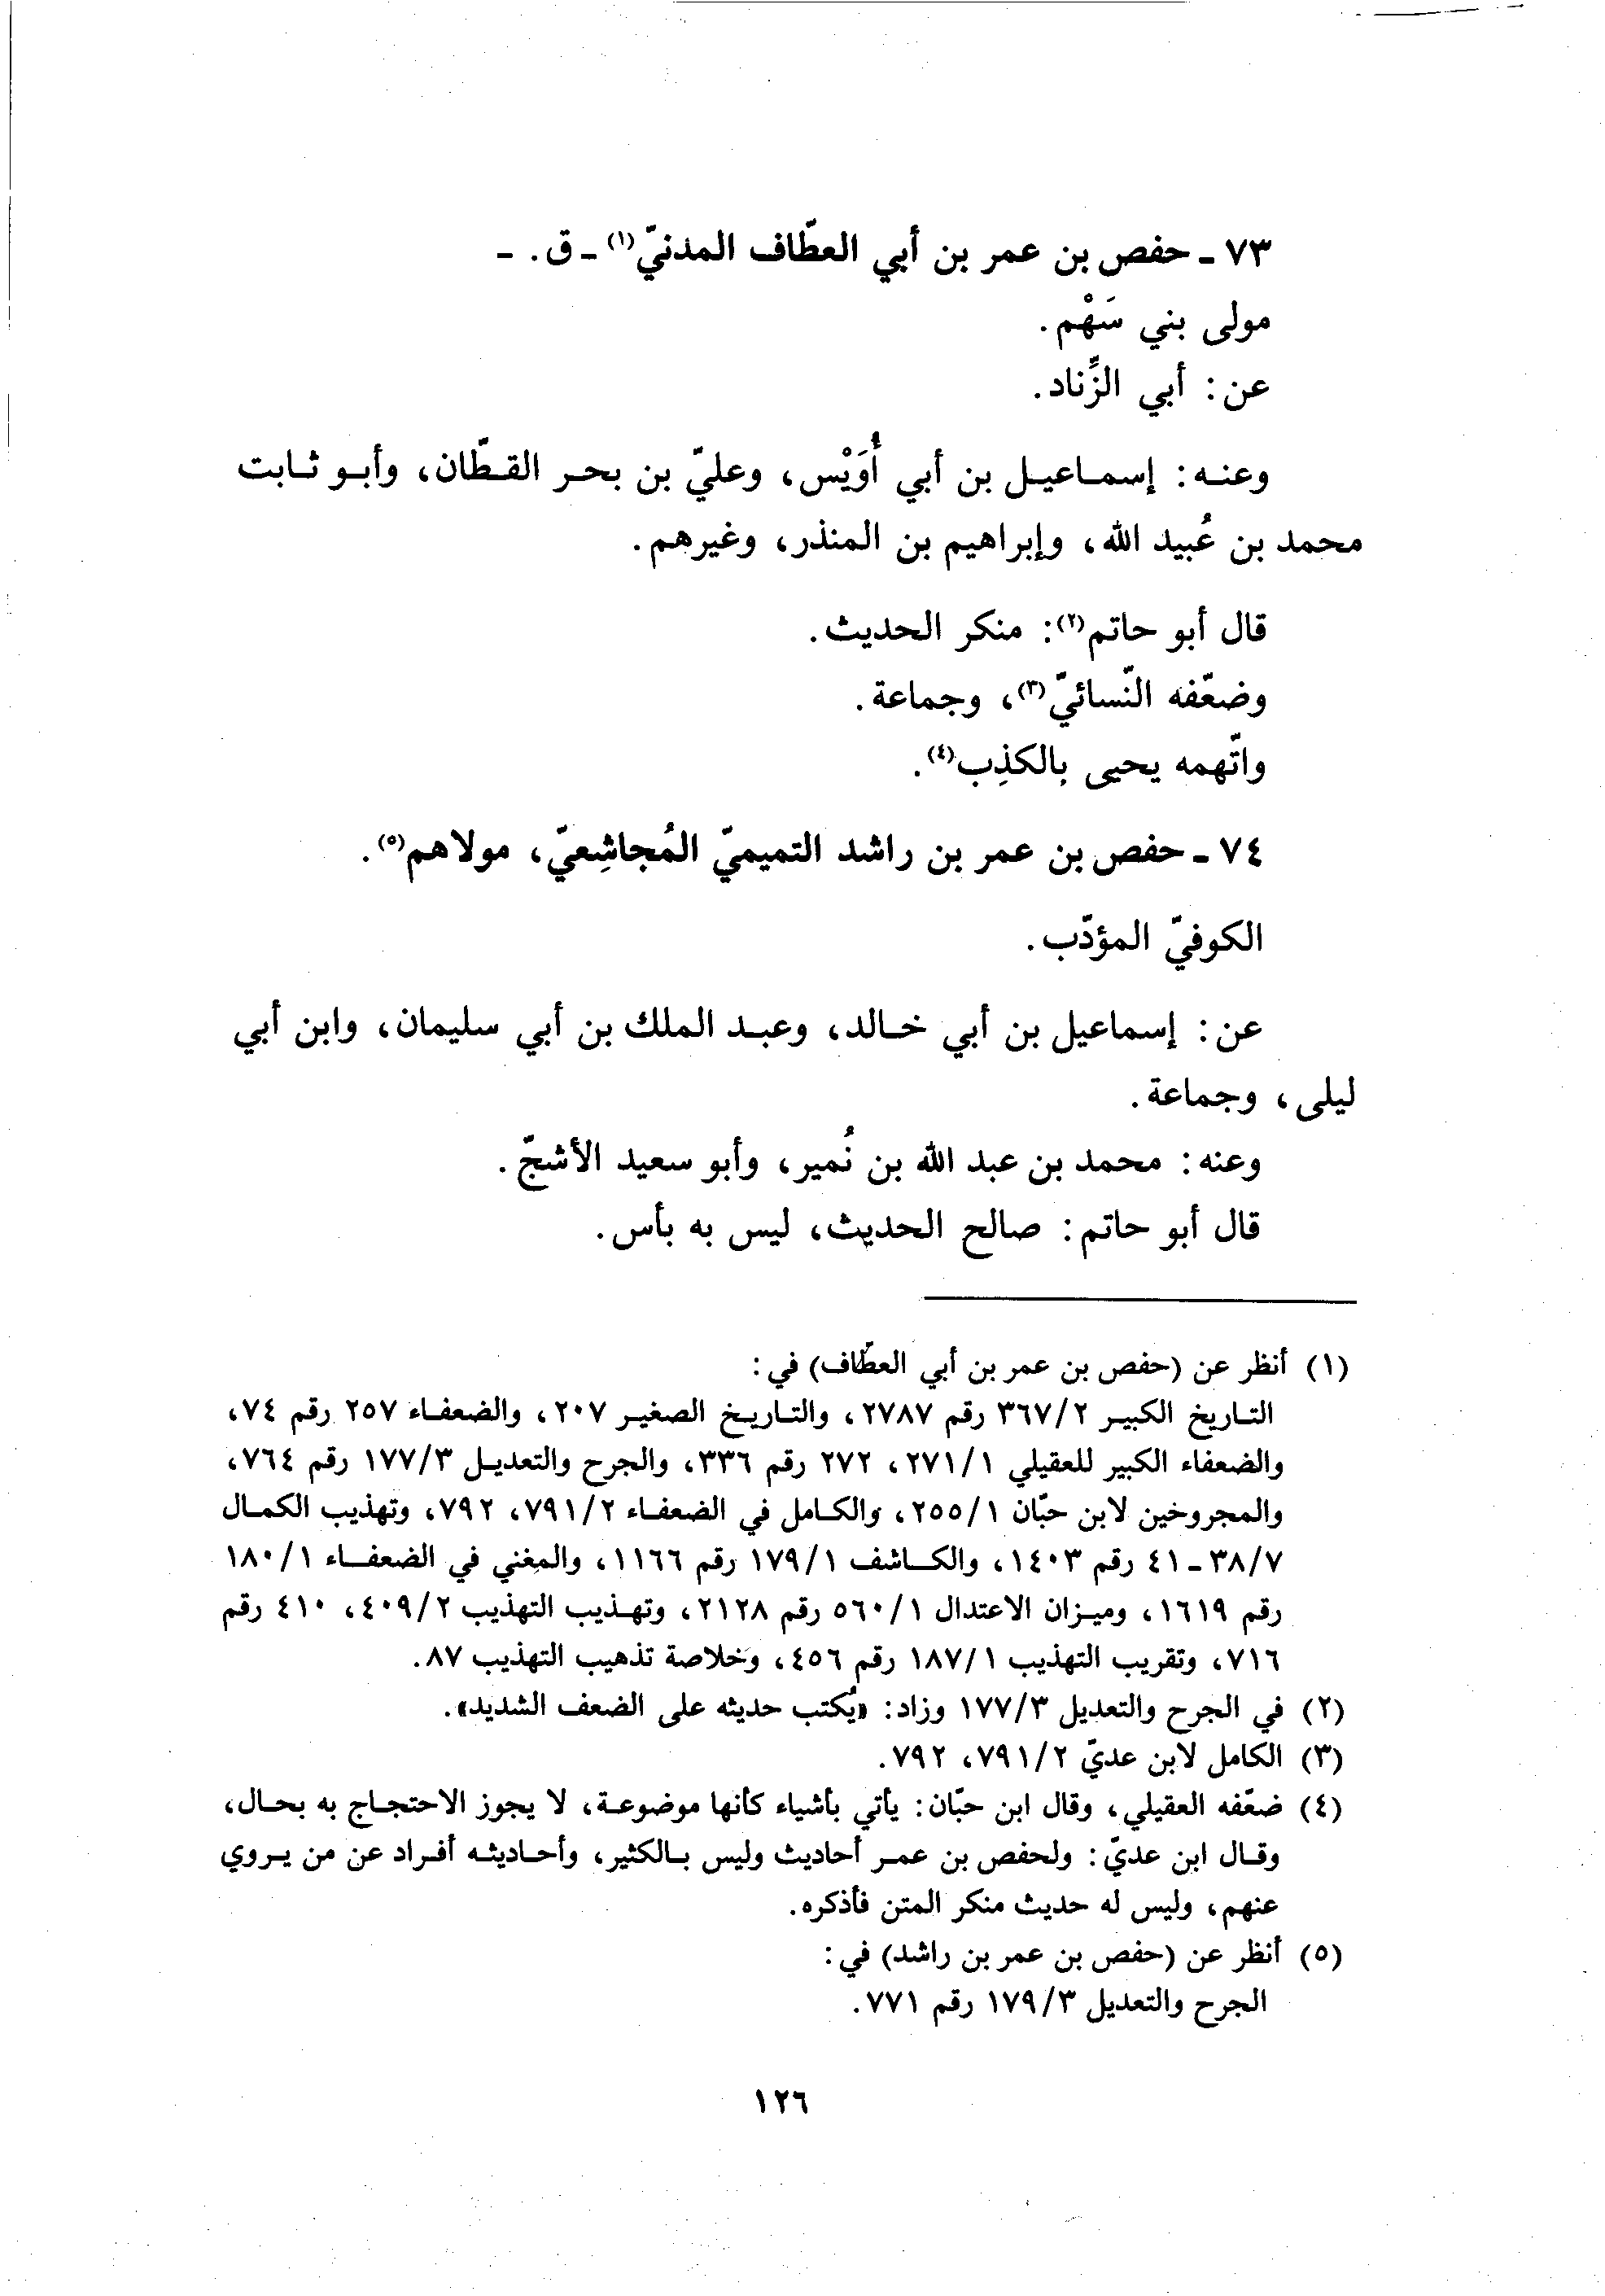 ٧٣ ـ حفص بن عمر بن أبي العطّاف المدنيّ(١) ـ ق. ـ
مولى بني سَهْم.
عن: أبي الزِّناد.
وعنه: إسماعيل بن أبي أُوَيْس، وعليّ بن بحر القطّان، وأبو ثابت
محمد بن عُبيد الله، وإبراهيم بن المنذر، وغيرهم.
قال أبو حاتم(٢): منكر الحديث.
وضعّفه النّسائيّ(٣)، وجماعة.
واتّهمه يحيى بالكذِب(٤).
٧٤ ـ حفص بن عمر بن راشد التميميّ المُجاشِعيّ، مولاهم(٥).
الكوفيّ المؤدّب.
عن: إسماعيل بن أبي خالد، وعبد الملك بن أبي سليمان، وابن أبي
ليلى، وجماعة.
وعنه: محمد بن عبد الله بن نُمير، وأبو سعيد الأشجّ.
قال أبو حاتم: صالح الحديث، ليس به بأس.
(١) أنظر عن (حفص بن عمر بن أبي العطّاف) في:
التاريخ الكبير ٣٦٧/٢ رقم ٢٧٨٧، والتاريخ الصغير ٢٠٧، والضعفاء ٢٥٧ رقم ٧٤،
والضعفاء الكبير للعقيلي ٢٧١/١، ٢٧٢ رقم ٣٣٦، والجرح والتعديل ١٧٧/٣ رقم ٧٦٤،
والمجروخين لابن حبّان ٢٥٥/١، والكامل في الضعفاء ٧٩١/٢، ٧٩٢، وتهذيب الكمال
٣٨/٧ ـ ٤١ رقم ١٤٠٣، والكاشف ١٧٩/١ رقم ١١٦٦، والمغني في الضعفاء ١٨٠/١
رقم ١٦١٩، وميزان الاعتدال ٥٦٠/١ رقم ٢١٢٨، وتهذيب التهذيب ٤٠٩/٢، ٤١٠ رقم
٧١٦، وتقريب التهذيب ١٨٧/١ رقم ٤٥٦، وخلاصة تذهيب التهذيب ٨٧.
(٢) في الجرح والتعديل ١٧٧/٣ وزاد: «يُكتب حديثه على الضعف الشديد».
(٣) الكامل لابن عديّ ٧٩١/٢، ٧٩٢.
(٤) ضعّفه العقيلي، وقال ابن حبّان: يأتي بأشياء كأنها موضوعة، لا يجوز الاحتجاج به بحال،
وقال ابن عديّ: ولحفص بن عمر أحاديث وليس بالكثير، وأحاديثه أفراد عن من يروي
عنهم، وليس له حديث منكر المتن فأذكره.
(٥) أنظر عن (حفص بن عمر بن راشد) في:
الجرح والتعديل ١٧٩/٣ رقم ٧٧١.
١٢٦